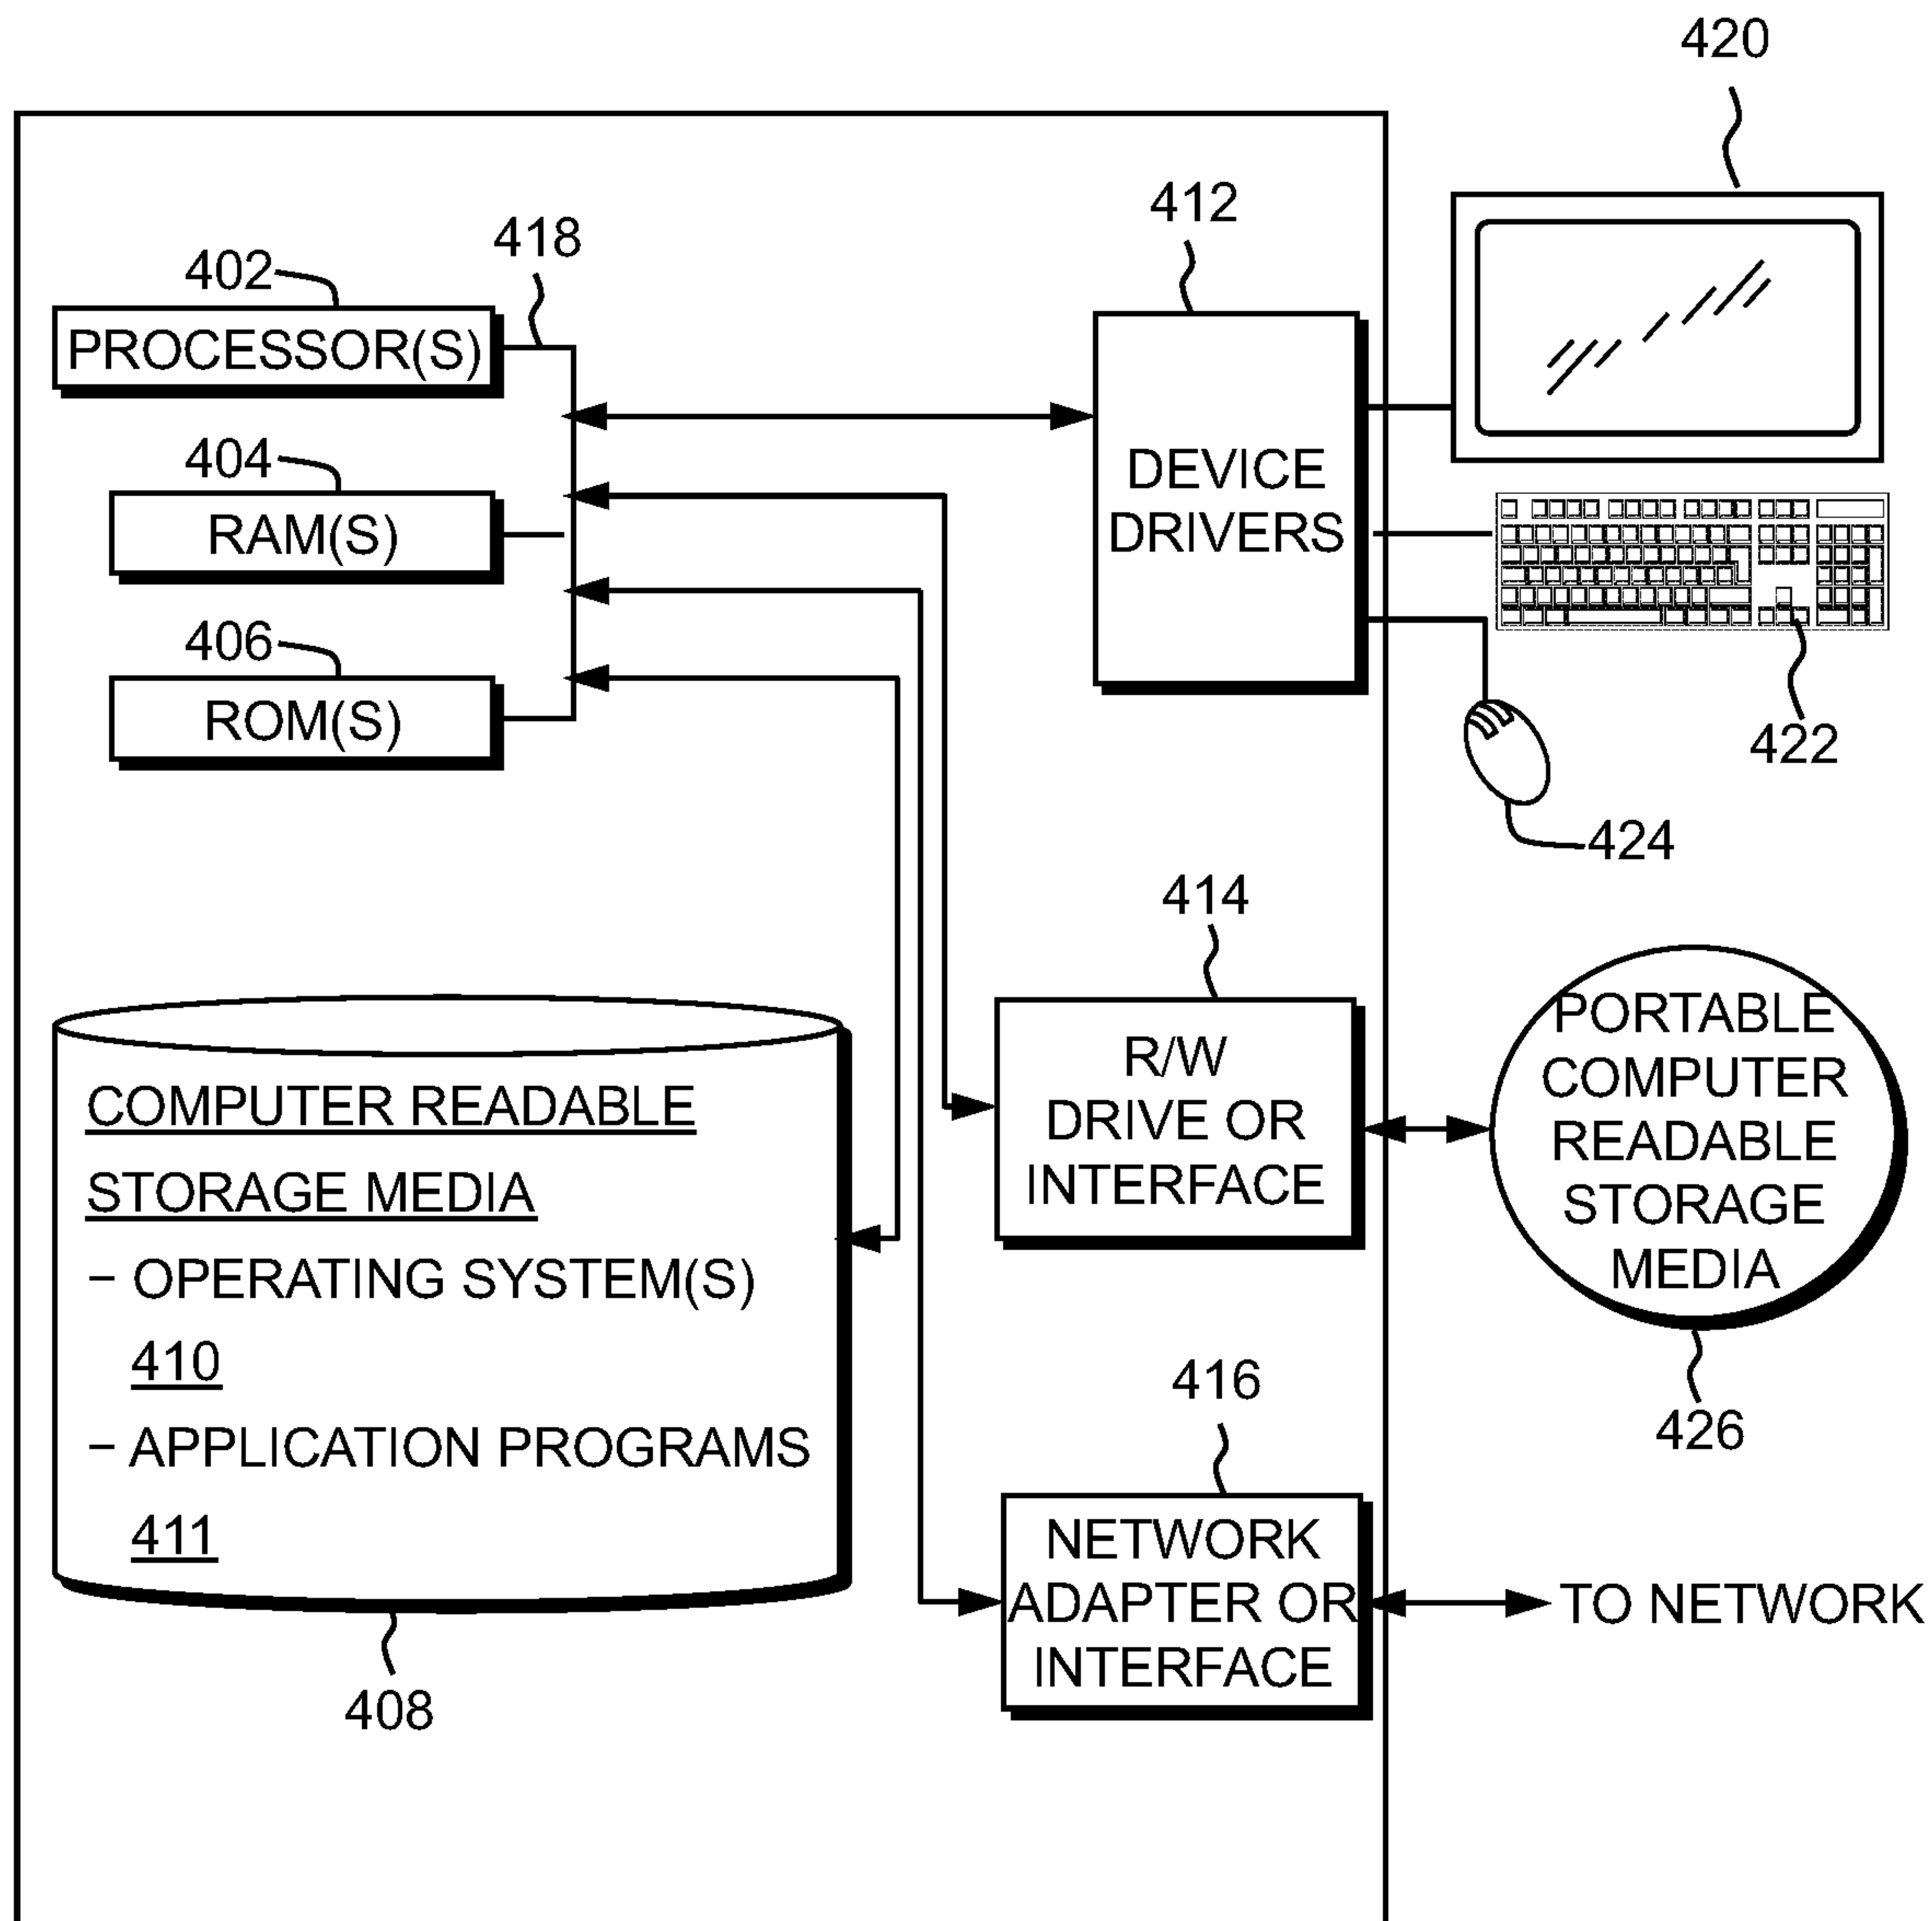 420
412
418
402
PROCESSOR(S)
404
RAM(S)
DEVICE
DRIVERS
406
ROM(S)
422
424
414
R/W
DRIVE OR
INTERFACE
PORTABLE
COMPUTER
READABLE
STORAGE
MEDIA
426
COMPUTER READABLE
STORAGE MEDIA
– OPERATING SYSTEM(S)
410
– APPLICATION PROGRAMS
411
408
416
NETWORK
ADAPTER OR
INTERFACE
TO NETWORK